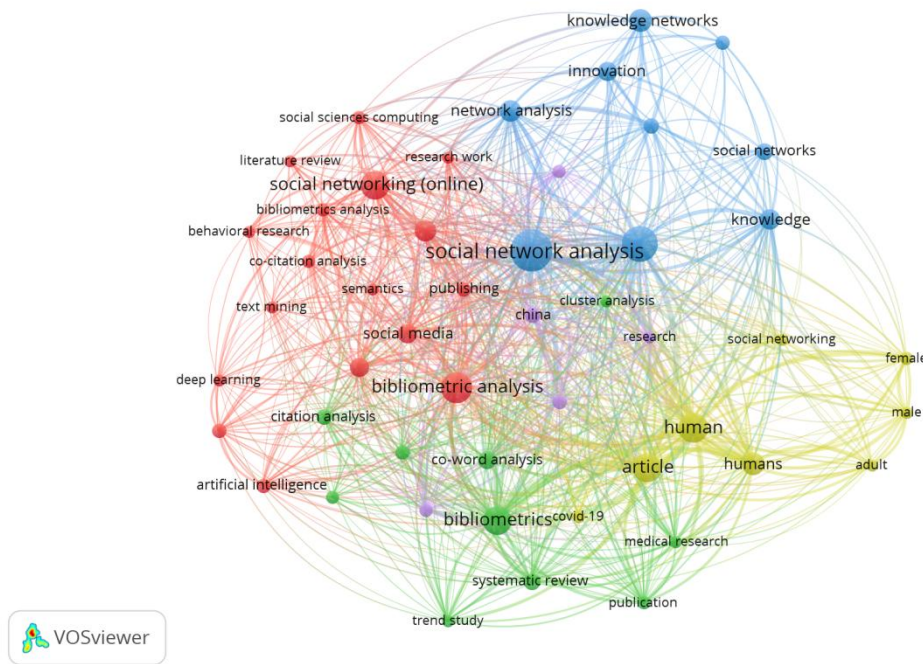 knowledge networks
innovation
network analysis
social sciences computing
social networks
literature review
research work
social networking (online)
bibliometrics analysis
knowledge
behavioral research
social network analysis
co-citation analysis
semantics
publishing
cluster analysis
text mining
china
social media
research
social networking
female
deep learning
bibliometric analysis
male
citation analysis
human
co-word analysis
article
humans
adult
artificial intelligence
bibliometrics
covid-19
medical research
systematic review
publication
trend study
VOSviewer